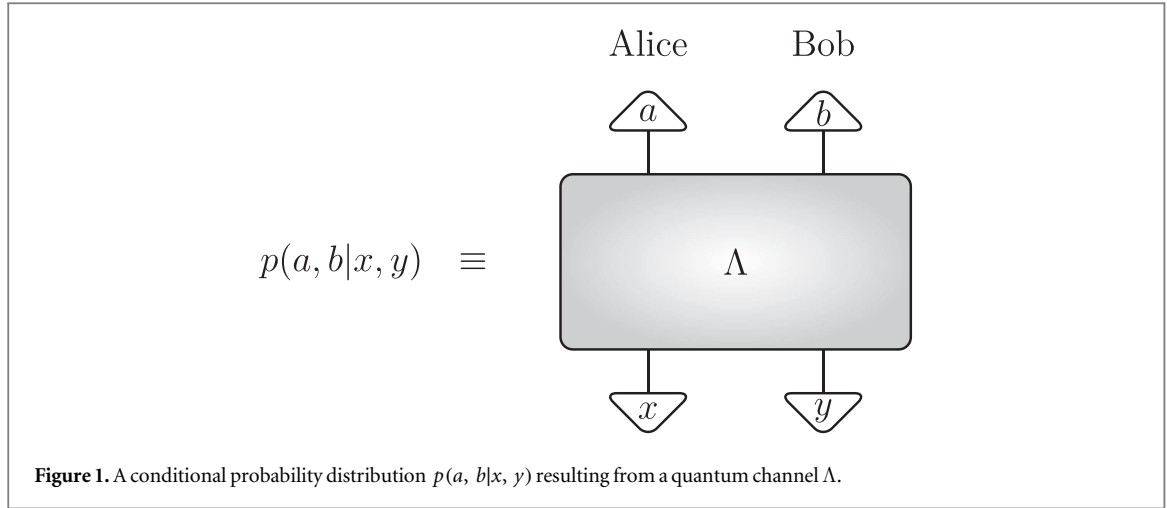 Alice Bob
a b
p(a, b|x, y) ≡ Λ
x y
Figure 1. A conditional probability distribution p(a, b|x, y) resulting from a quantum channel Λ.